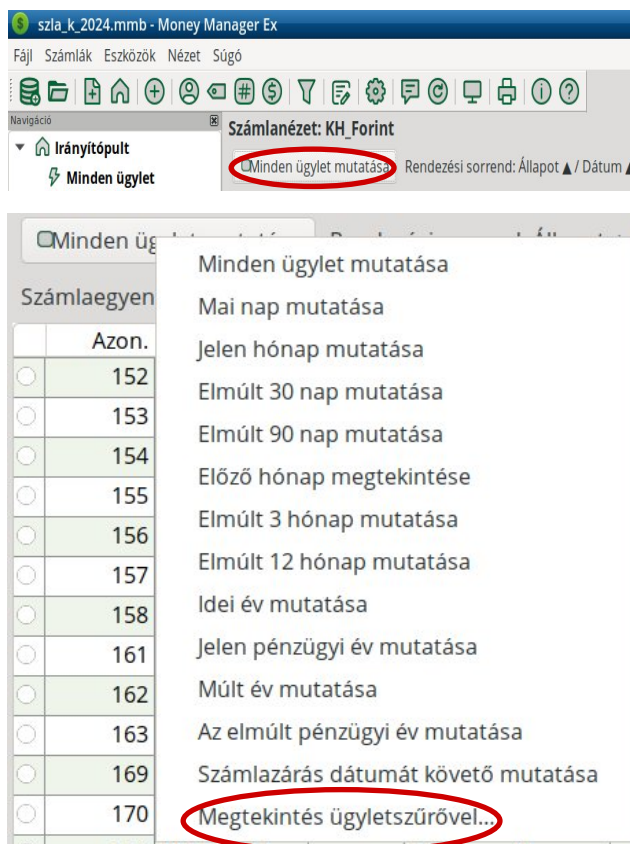 szla_k_2024.mmb - Money Manager Ex
Fájl Számlák Eszközök Nézet Súgó
Navigáció
Számlanézet: KH_Forint
Irányítópult
Minden ügylet mutatása Rendezési sorrend: Állapot ▲ / Dátum ▲
Minden ügylet
Minden üg
Minden ügylet mutatása
Számlaegyen
Mai nap mutatása
Azon.
Jelen hónap mutatása
152
Elmúlt 30 nap mutatása
153
Elmúlt 90 nap mutatása
154
Előző hónap megtekintése
155
Elmúlt 3 hónap mutatása
156
Elmúlt 12 hónap mutatása
157
Idei év mutatása
158
Jelen pénzügyi év mutatása
161
Múlt év mutatása
162
Az elmúlt pénzügyi év mutatása
163
Számlazárás dátumát követő mutatása
169
Megtekintés ügyletszűrővel...
170